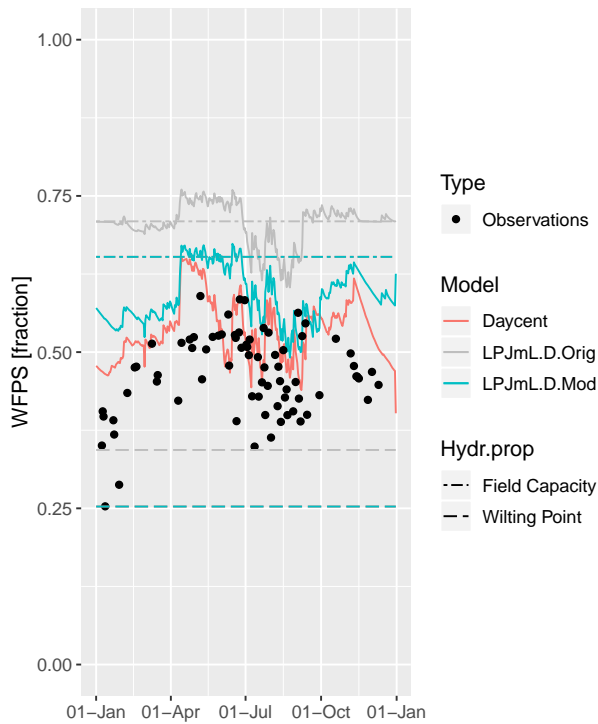 WFPS [fraction]
1.00
0.75
0.50
0.25
0.00
01−Jan 01−Apr 01−Jul 01−Oct 01−Jan
Type
Observations
Model
Daycent
LPJmL.D.Orig
LPJmL.D.Mod
Hydr.prop
Field Capacity
Wilting Point